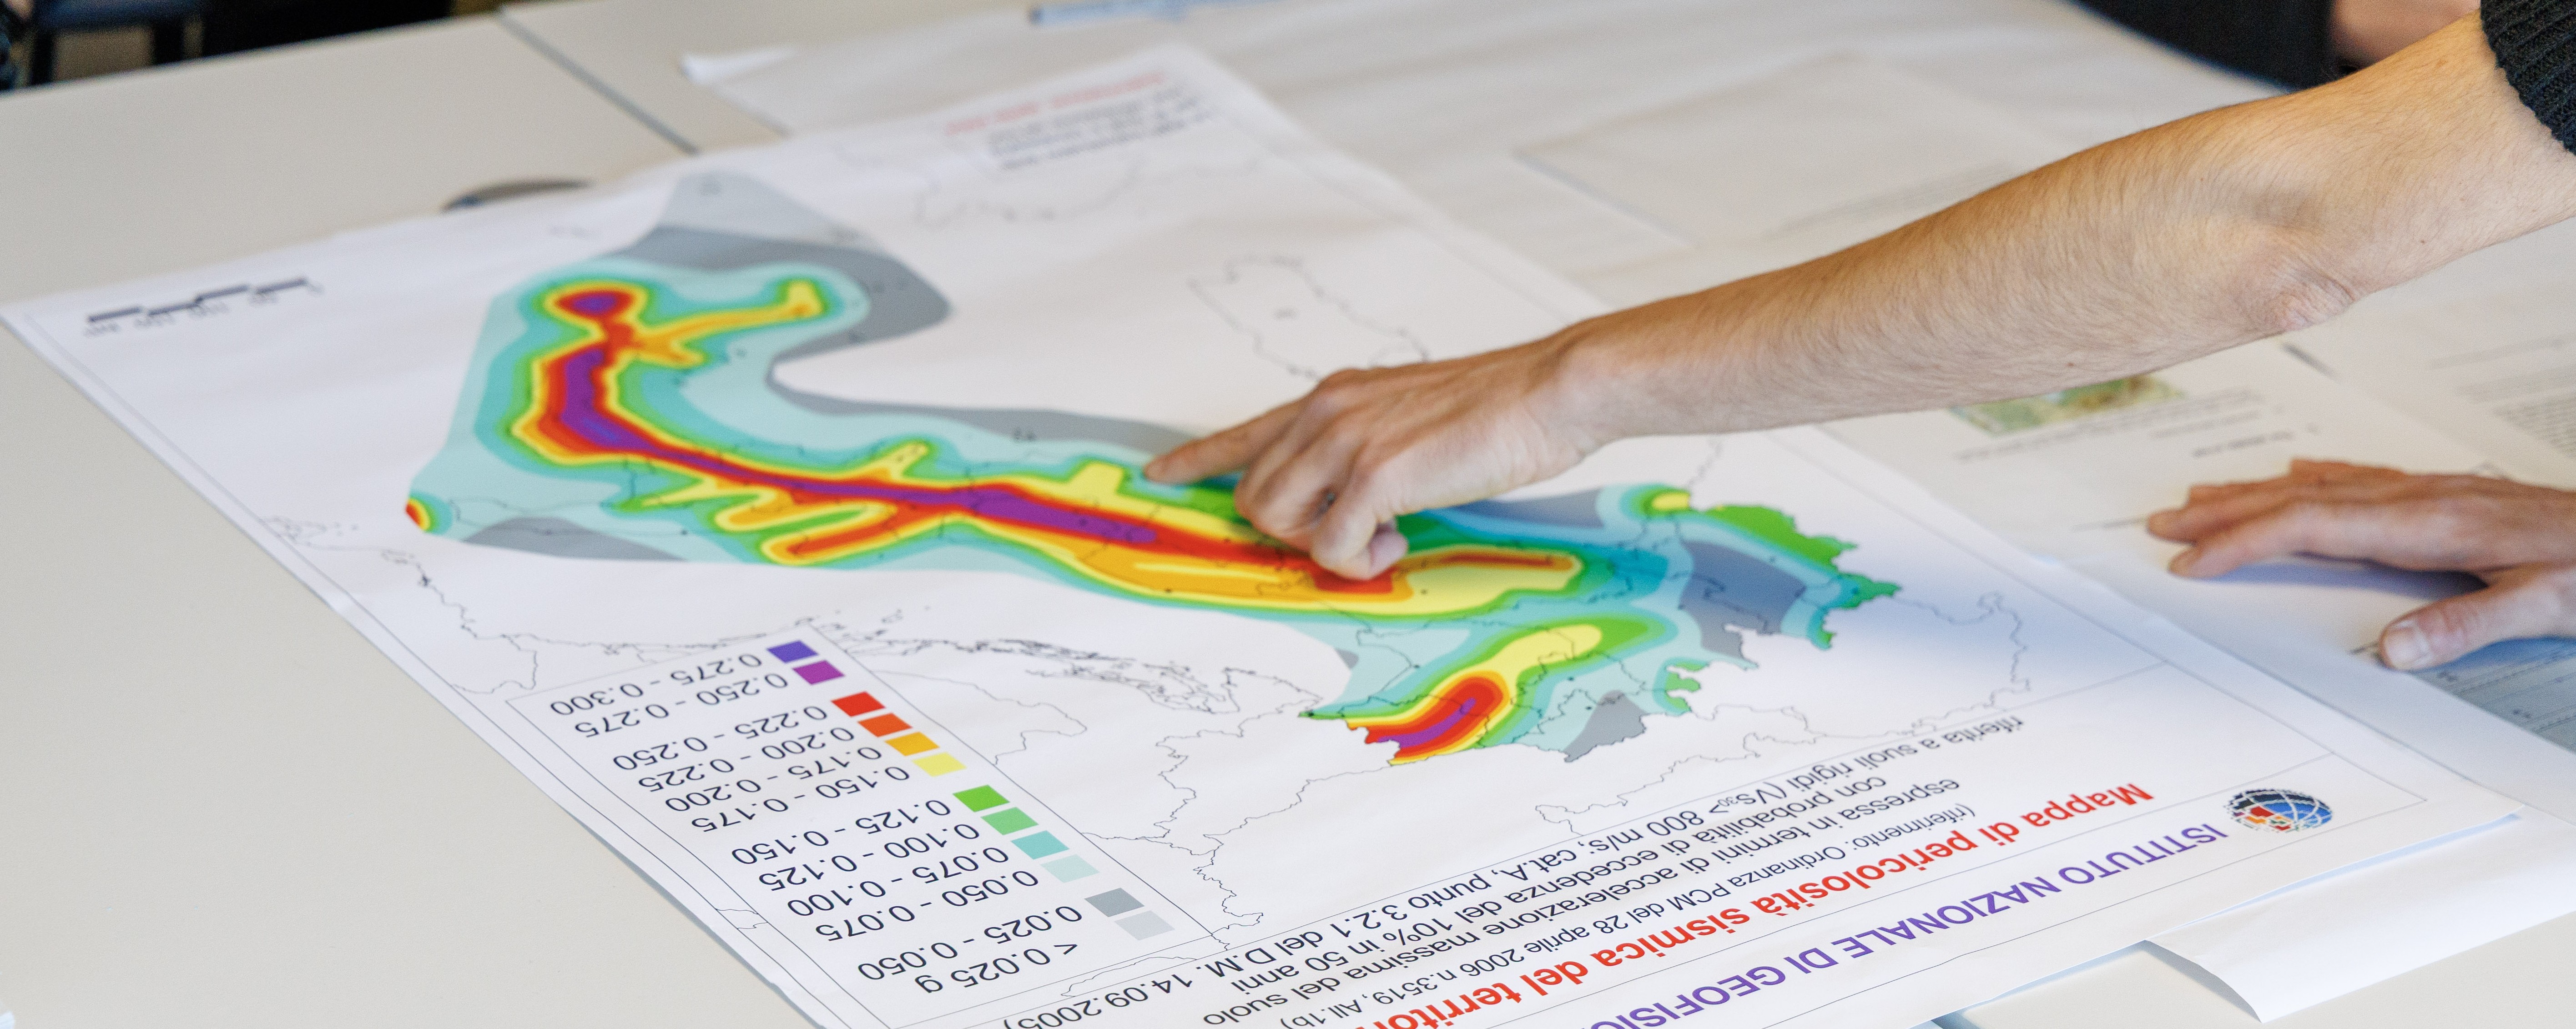 ISTITUTO NAZIONALE DI GEOFISI
Mappa di pericolosità sismica del territor
(riferimento: Ordinanza PCM del 28 aprile 2006 n.3519, All.1b)
espressa in termini di accelerazione massima del suolo
con probabilità di eccedenza del 10% in 50 anni
riferita a suoli rigidi (Vs30> 800 m/s; cat.A, punto 3.2.1 del D.M. 14.09.2005)
< 0.025 g
0.025 - 0.050
0.050 - 0.075
0.075 - 0.100
0.100 - 0.125
0.125 - 0.150
0.150 - 0.175
0.175 - 0.200
0.200 - 0.225
0.225 - 0.250
0.250 - 0.275
0.275 - 0.300